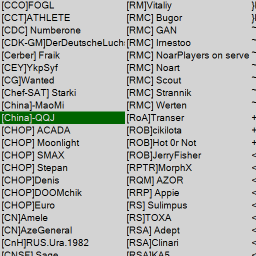 [CCO]FOGL
[CCT]ATHLETE
[CDC] Numberone
[CDK-GM]DerDeutscheLuchs
[Cerber] Fraik
[CEY]YkpSyf
[CG]Wanted
[Chef-SAT] Starki
[China]-MaoMi
[China]-QQJ
[CHOP] ACADA
[CHOP] Moonlight
[CHOP] SMAX
[CHOP] Stepan
[CHOP]Denis
[CHOP]DOOMchik
[CHOP]Euro
[CN]Amele
[CN]AzeGeneral
[CnH]RUS.Ura.1982
[CNSF] Sage
[RM]Vitaliy
[RMC] Bugor
[RMC] GAN
[RMC] Imestoo
[RMC] NoarPlayers on serve
[RMC] Noart
[RMC] Scout
[RMC] Strannik
[RMC] Werten
[RoA]Transer
[ROB]cikilota
[ROB]Hot 0r Not
[ROB]JerryFisher
[RPTR]MorphX
[RQM] AZOR
[RRP] Appie
[RS] Sulimpus
[RS]TOXA
[RSA] Adept
[RSA]Clinari
[RSA]KA5